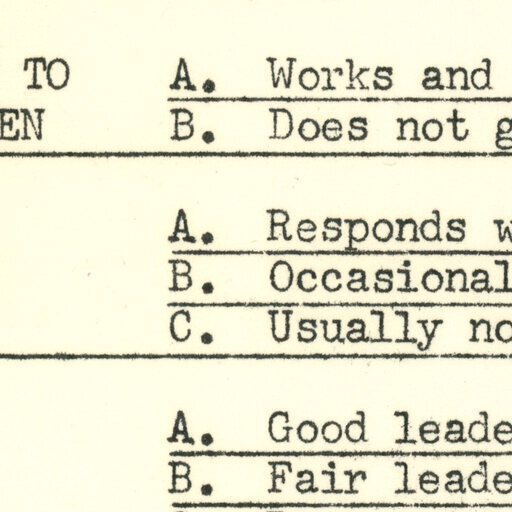 TO A. Works and
EN B. Does not g
A. Responds w
B. Occasional
C. Usually no
A. Good leade
B. Fair leade